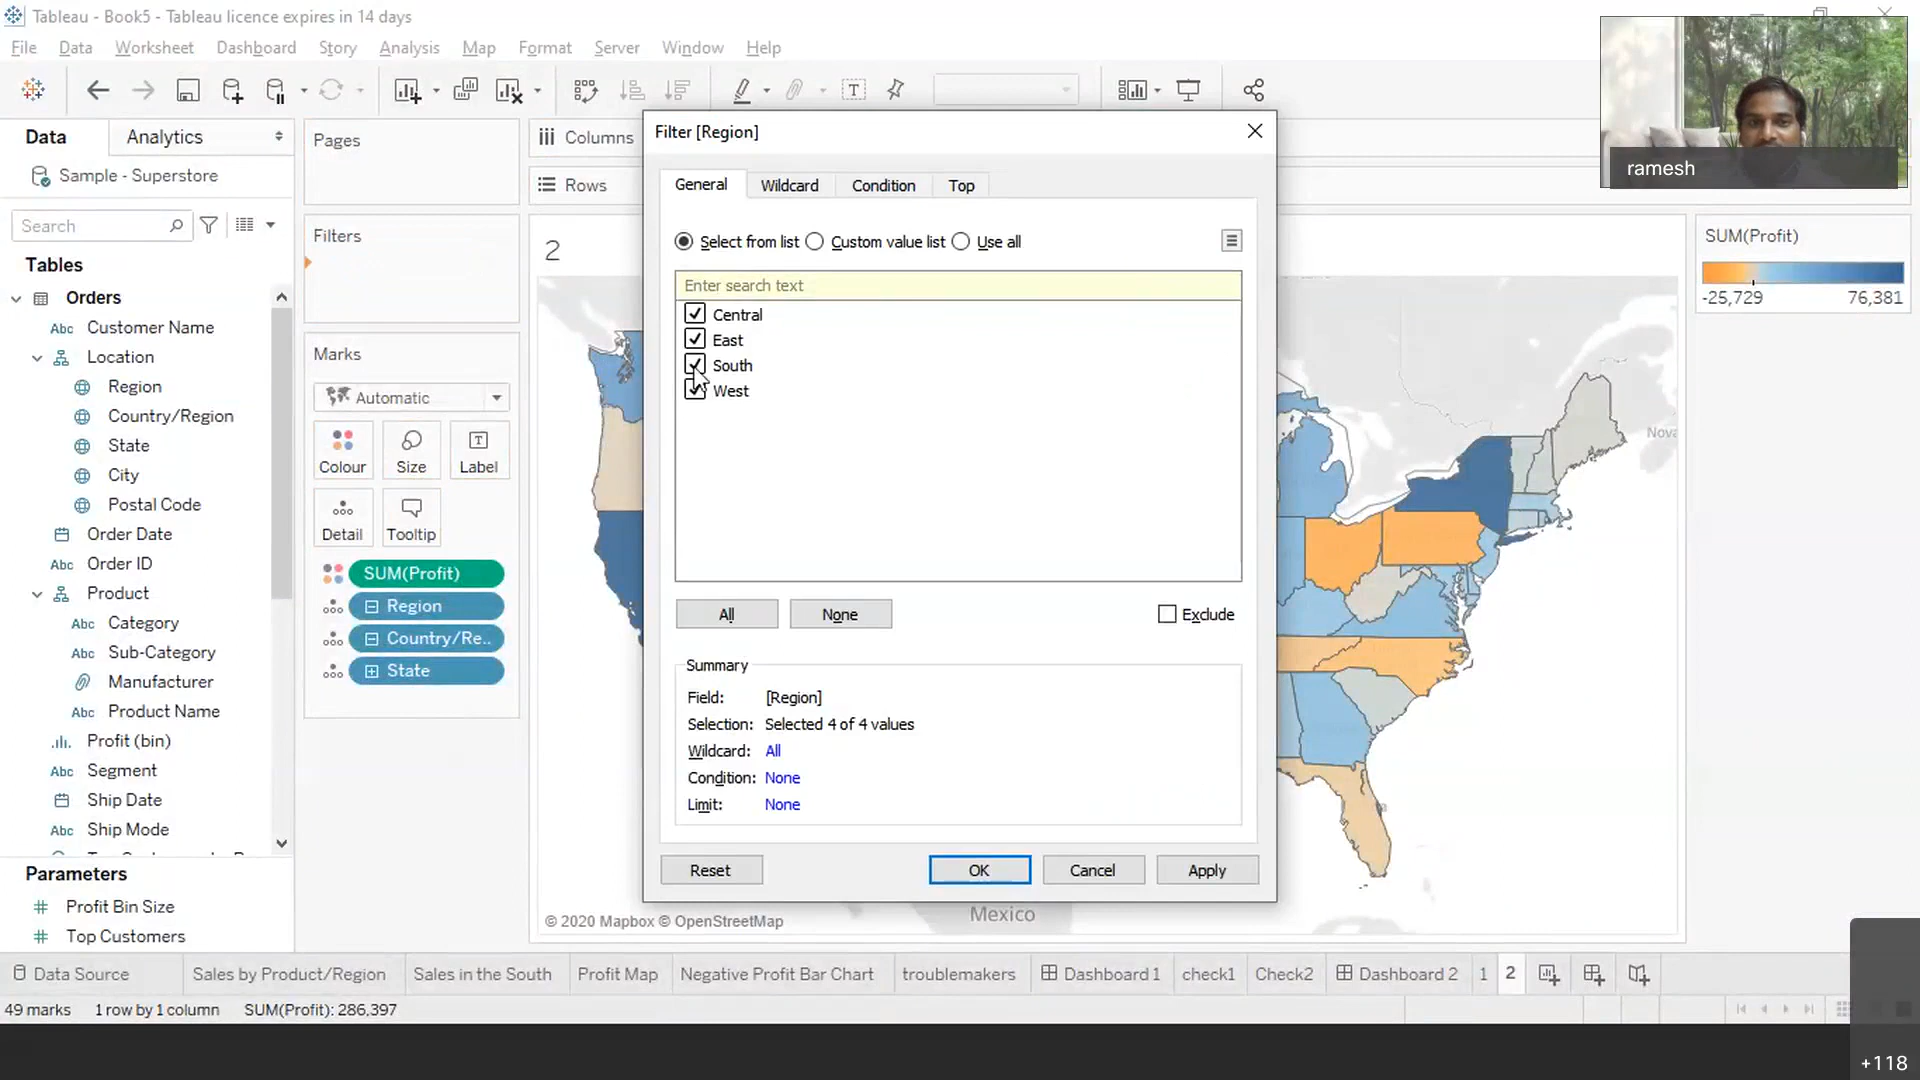 Tableau - Book5 - Tableau licence expires in 14 days
File Data Worksheet Dashboard Story Analysis Map Format Server Window Help
Data Analytics
Sample - Superstore
Search
Tables
Orders
Abc Customer Name
Location
Region
Country/Region
State
City
Postal Code
Order Date
Abc Order ID
Product
Abc Category
Abc Sub-Category
Manufacturer
Abc Product Name
Profit (bin)
Abc Segment
Ship Date
Abc Ship Mode
Parameters
# Profit Bin Size
# Top Customers
Pages
Filters
Marks
Automatic
Colour Size Label
Detail Tooltip
SUM(Profit)
Region
Country/Re..
State
Columns
Rows
2
Filter [Region]
General Wildcard Condition Top
Select from list Custom value list Use all
Enter search text
Central
East
South
West
All None Exclude
Summary
Field: [Region]
Selection: Selected 4 of 4 values
Wildcard: All
Condition: None
Limit: None
Reset OK Cancel Apply
Nova
Mexico
© 2020 Mapbox © OpenStreetMap
ramesh
SUM(Profit)
-25,729 76,381
Data Source Sales by Product/Region Sales in the South Profit Map Negative Profit Bar Chart troublemakers Dashboard 1 check1 Check2 Dashboard 2 1 2
49 marks 1 row by 1 column SUM(Profit): 286,397
+118